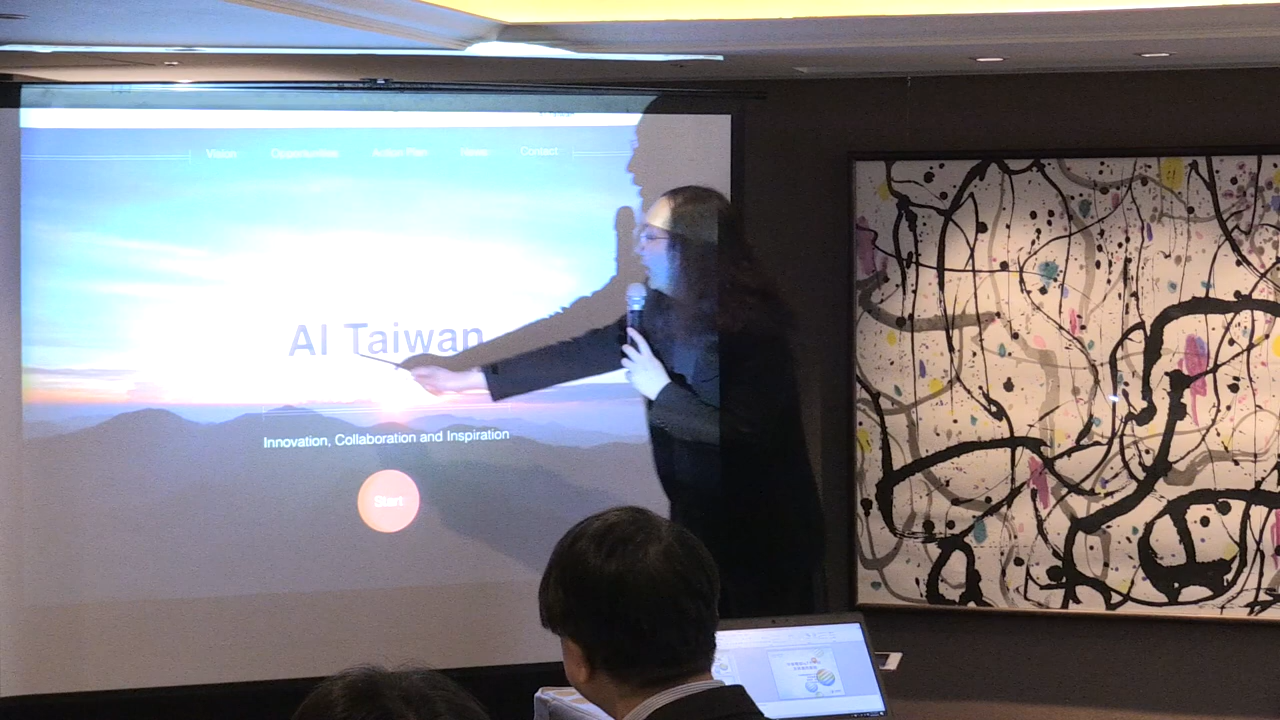 Vision Opportunities Action Plan News Contact
AI Taiwan
Innovation, Collaboration and Inspiration
Start